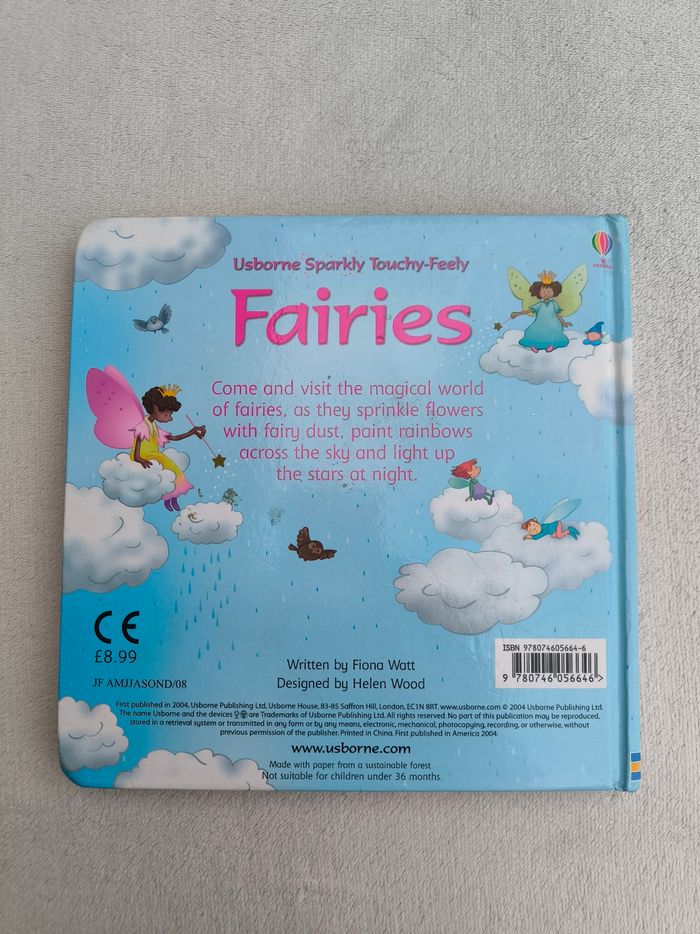 Usborne Sparkly Touchy-Feely
Fairies
Come and visit the magical world
of fairies, as they sprinkle flowers
with fairy dust, paint rainbows
across the sky and light up
the stars at night.
CE
£8.99
JF AMJJASOND/08
Written by Fiona Watt
Designed by Helen Wood
ISBN 978074605664-6
9 780746 056646 >
First published in 2004, Usborne Publishing Ltd, Usborne House, 83-85 Saffron Hill, London, EC1N 8RT. www.usborne.com © 2004 Usborne Publishing Ltd.
The name Usborne and the devices are Trademarks of Usborne Publishing Ltd. All rights reserved. No part of this publication may be reproduced,
stored in a retrieval system or transmitted in any form or by any means, electronic, mechanical, photocopying, recording, or otherwise, without
previous permission of the publisher. Printed in China. First published in America 2004.
www.usborne.com
Made with paper from a sustainable forest.
Not suitable for children under 36 months.